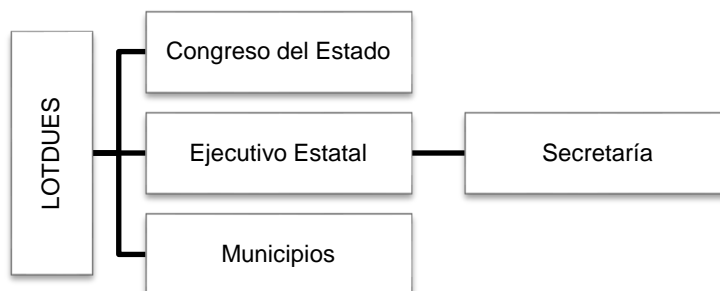 LOTDUES
Congreso del Estado
Ejecutivo Estatal
Secretaría
Municipios